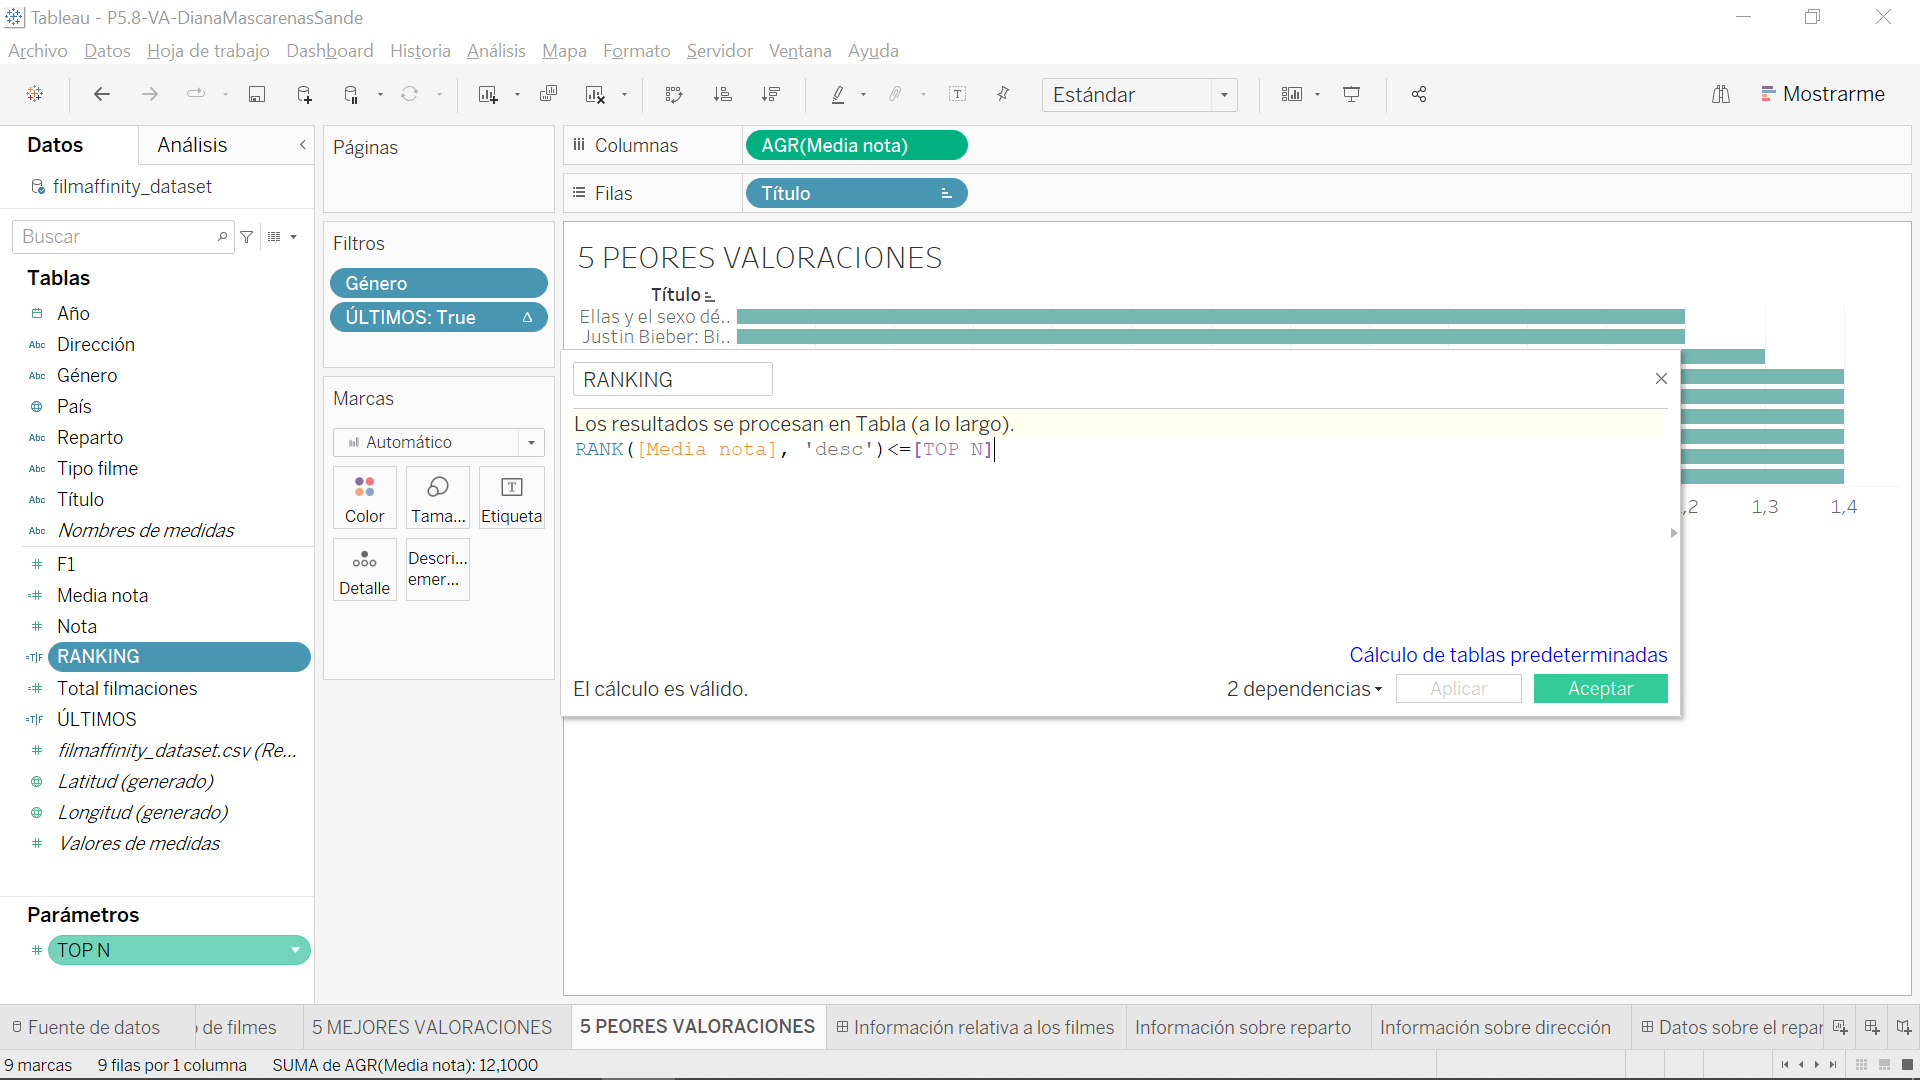 Tableau - P5.8-VA-DianaMascarenasSande
Archivo Datos Hoja de trabajo Dashboard Historia Análisis Mapa Formato Servidor Ventana Ayuda
Estándar
Mostrarme
Datos
Análisis
filmaffinity_dataset
Buscar
Tablas
Año
Abc Dirección
Abc Género
País
Abc Reparto
Abc Tipo filme
Abc Título
Abc Nombres de medidas
# F1
=# Media nota
# Nota
=T|F RANKING
=# Total filmaciones
=T|F ÚLTIMOS
# filmaffinity_dataset.csv (Re...
Latitud (generado)
Longitud (generado)
# Valores de medidas
Parámetros
# TOP N
Páginas
Filtros
Género
ÚLTIMOS: True Δ
Marcas
Automático
Color
Tama...
Etiqueta
Detalle
Descri...
emer...
Columnas
AGR(Media nota)
Filas
Título
5 PEORES VALORACIONES
Título
Ellas y el sexo dé..
Justin Bieber: Bi..
RANKING
Los resultados se procesan en Tabla (a lo largo).
RANK([Media nota], 'desc')<=[TOP N]
Cálculo de tablas predeterminadas
El cálculo es válido.
2 dependencias
Aplicar
Aceptar
,2
1,3
1,4
Fuente de datos
de filmes
5 MEJORES VALORACIONES
5 PEORES VALORACIONES
Información relativa a los filmes
Información sobre reparto
Información sobre dirección
Datos sobre el repar
9 marcas
9 filas por 1 columna
SUMA de AGR(Media nota): 12,1000